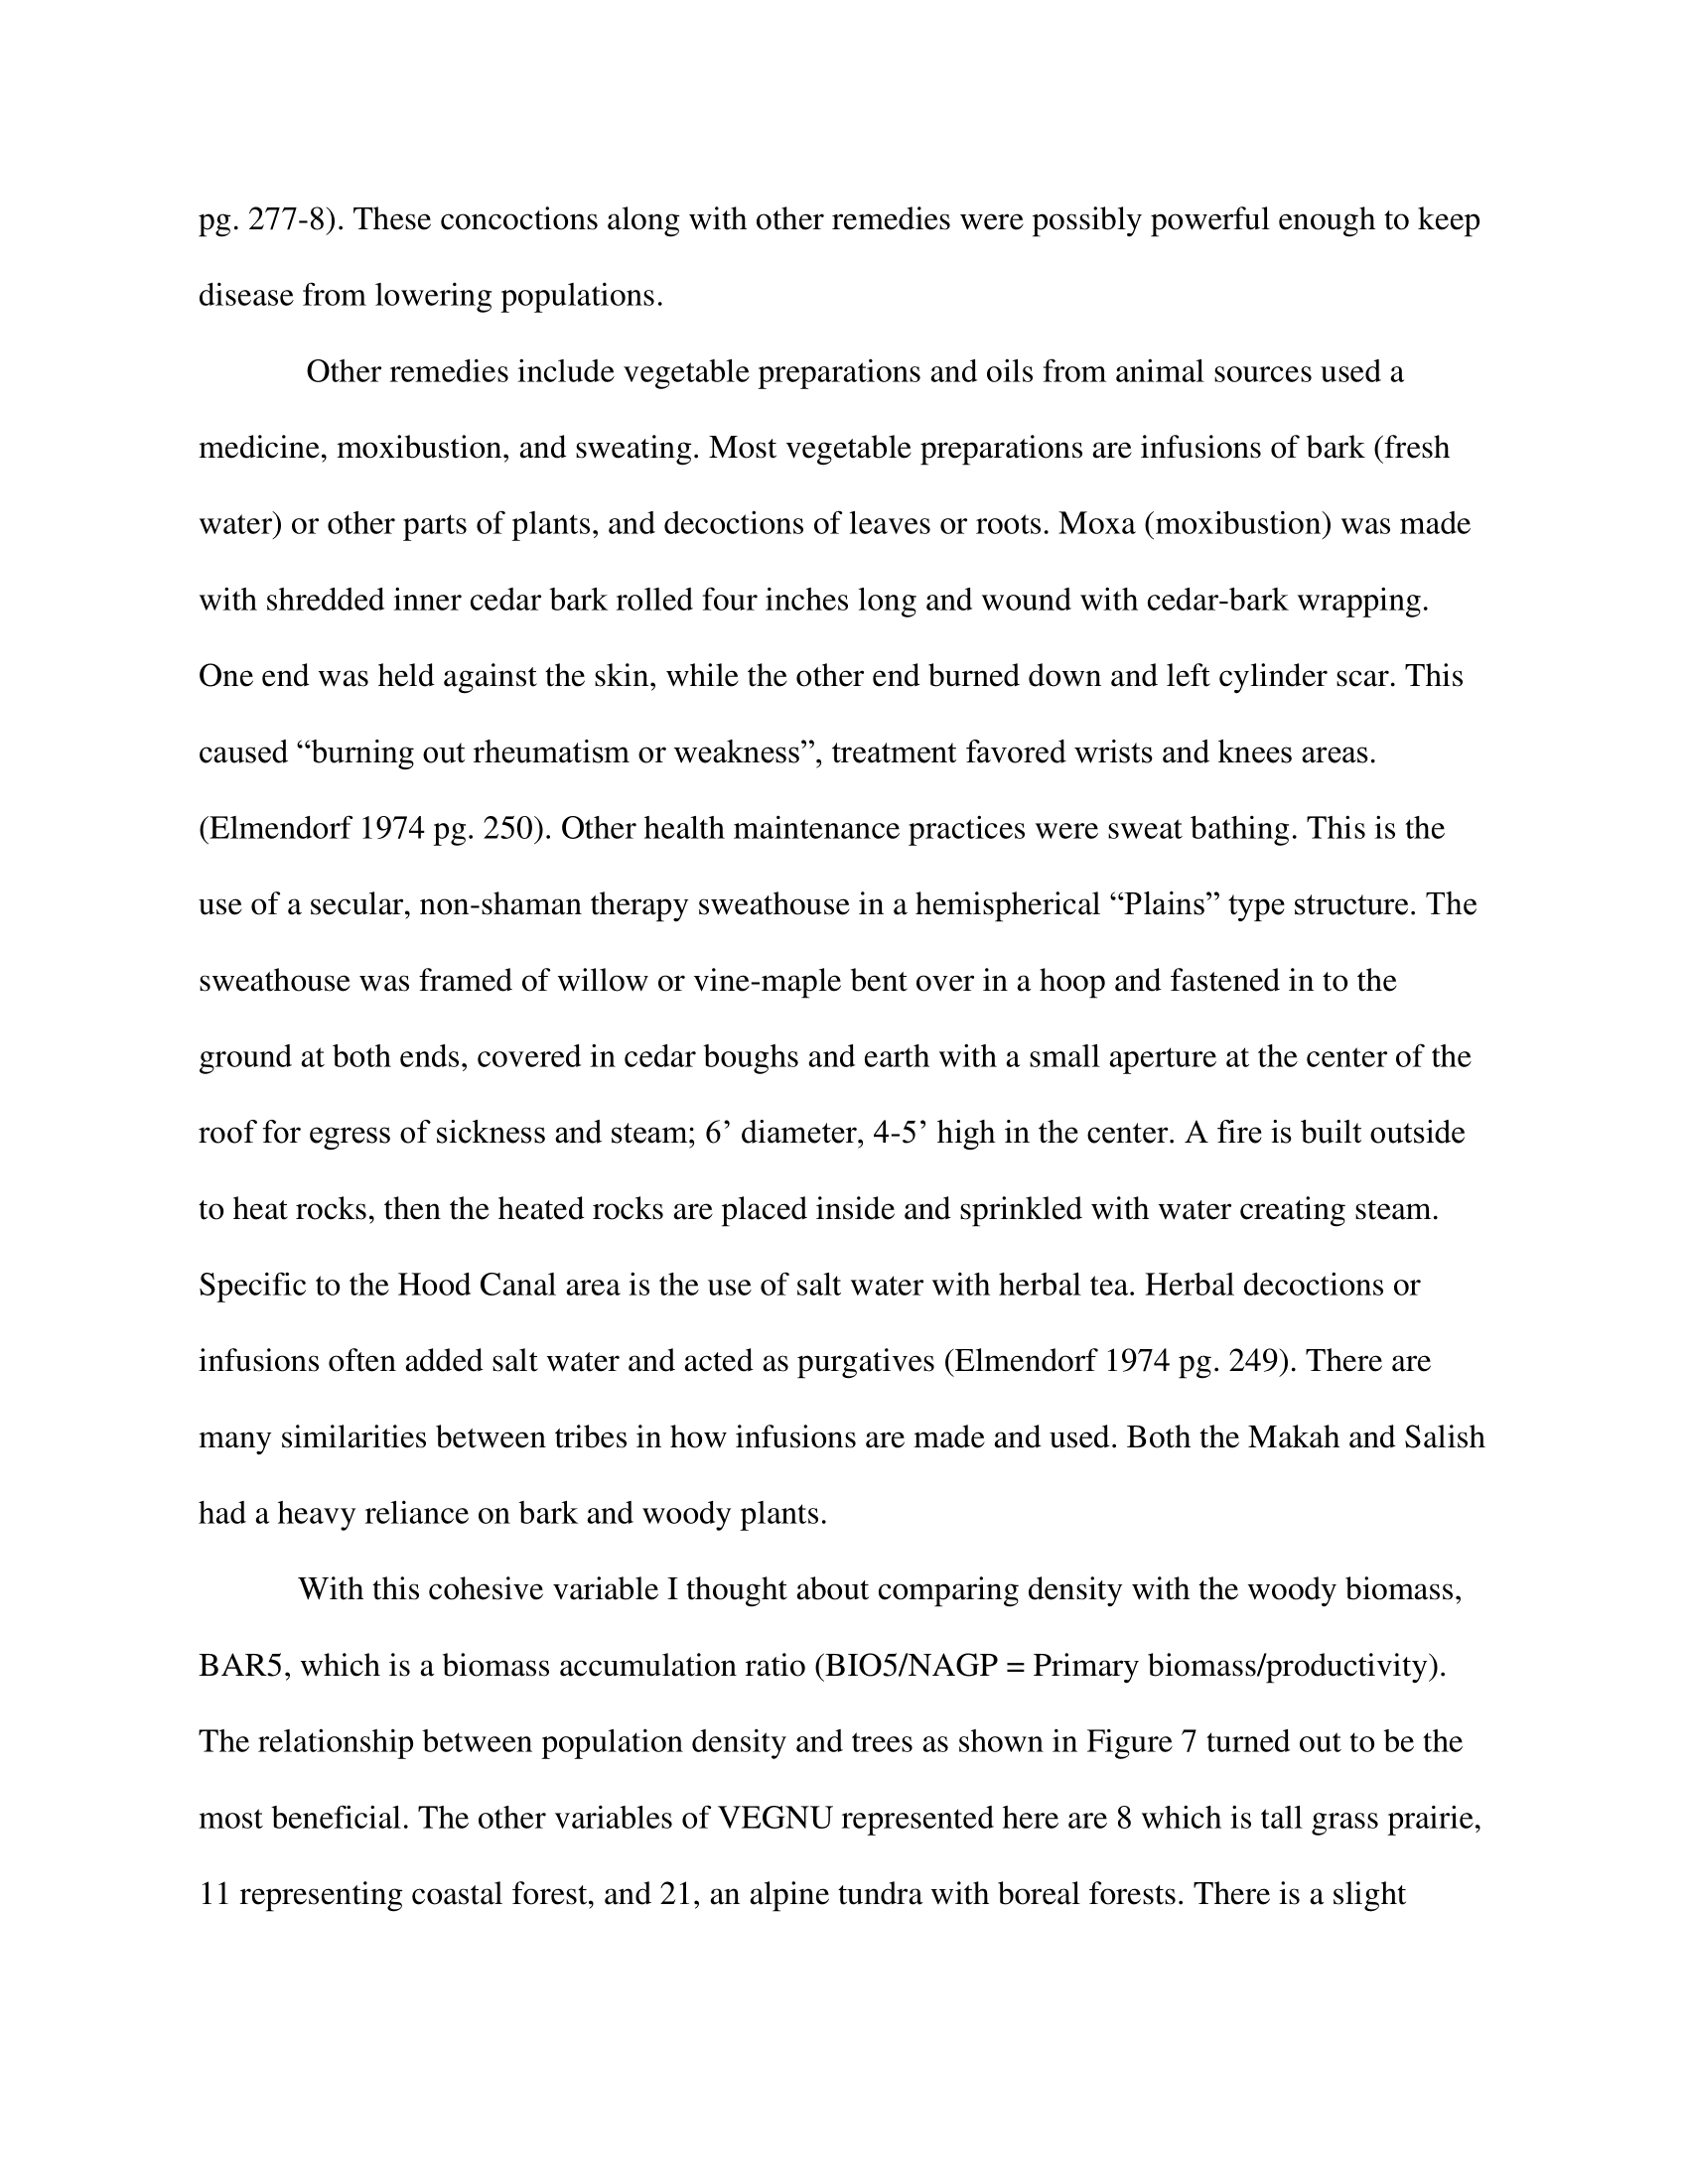 pg. 277-8). These concoctions along with other remedies were possibly powerful enough to keep
disease from lowering populations.
Other remedies include vegetable preparations and oils from animal sources used a
medicine, moxibustion, and sweating. Most vegetable preparations are infusions of bark (fresh
water) or other parts of plants, and decoctions of leaves or roots. Moxa (moxibustion) was made
with shredded inner cedar bark rolled four inches long and wound with cedar-bark wrapping.
One end was held against the skin, while the other end burned down and left cylinder scar. This
caused “burning out rheumatism or weakness”, treatment favored wrists and knees areas.
(Elmendorf 1974 pg. 250). Other health maintenance practices were sweat bathing. This is the
use of a secular, non-shaman therapy sweathouse in a hemispherical “Plains” type structure. The
sweathouse was framed of willow or vine-maple bent over in a hoop and fastened in to the
ground at both ends, covered in cedar boughs and earth with a small aperture at the center of the
roof for egress of sickness and steam; 6’ diameter, 4-5’ high in the center. A fire is built outside
to heat rocks, then the heated rocks are placed inside and sprinkled with water creating steam.
Specific to the Hood Canal area is the use of salt water with herbal tea. Herbal decoctions or
infusions often added salt water and acted as purgatives (Elmendorf 1974 pg. 249). There are
many similarities between tribes in how infusions are made and used. Both the Makah and Salish
had a heavy reliance on bark and woody plants.
With this cohesive variable I thought about comparing density with the woody biomass,
BAR5, which is a biomass accumulation ratio (BIO5/NAGP = Primary biomass/productivity).
The relationship between population density and trees as shown in Figure 7 turned out to be the
most beneficial. The other variables of VEGNU represented here are 8 which is tall grass prairie,
11 representing coastal forest, and 21, an alpine tundra with boreal forests. There is a slight